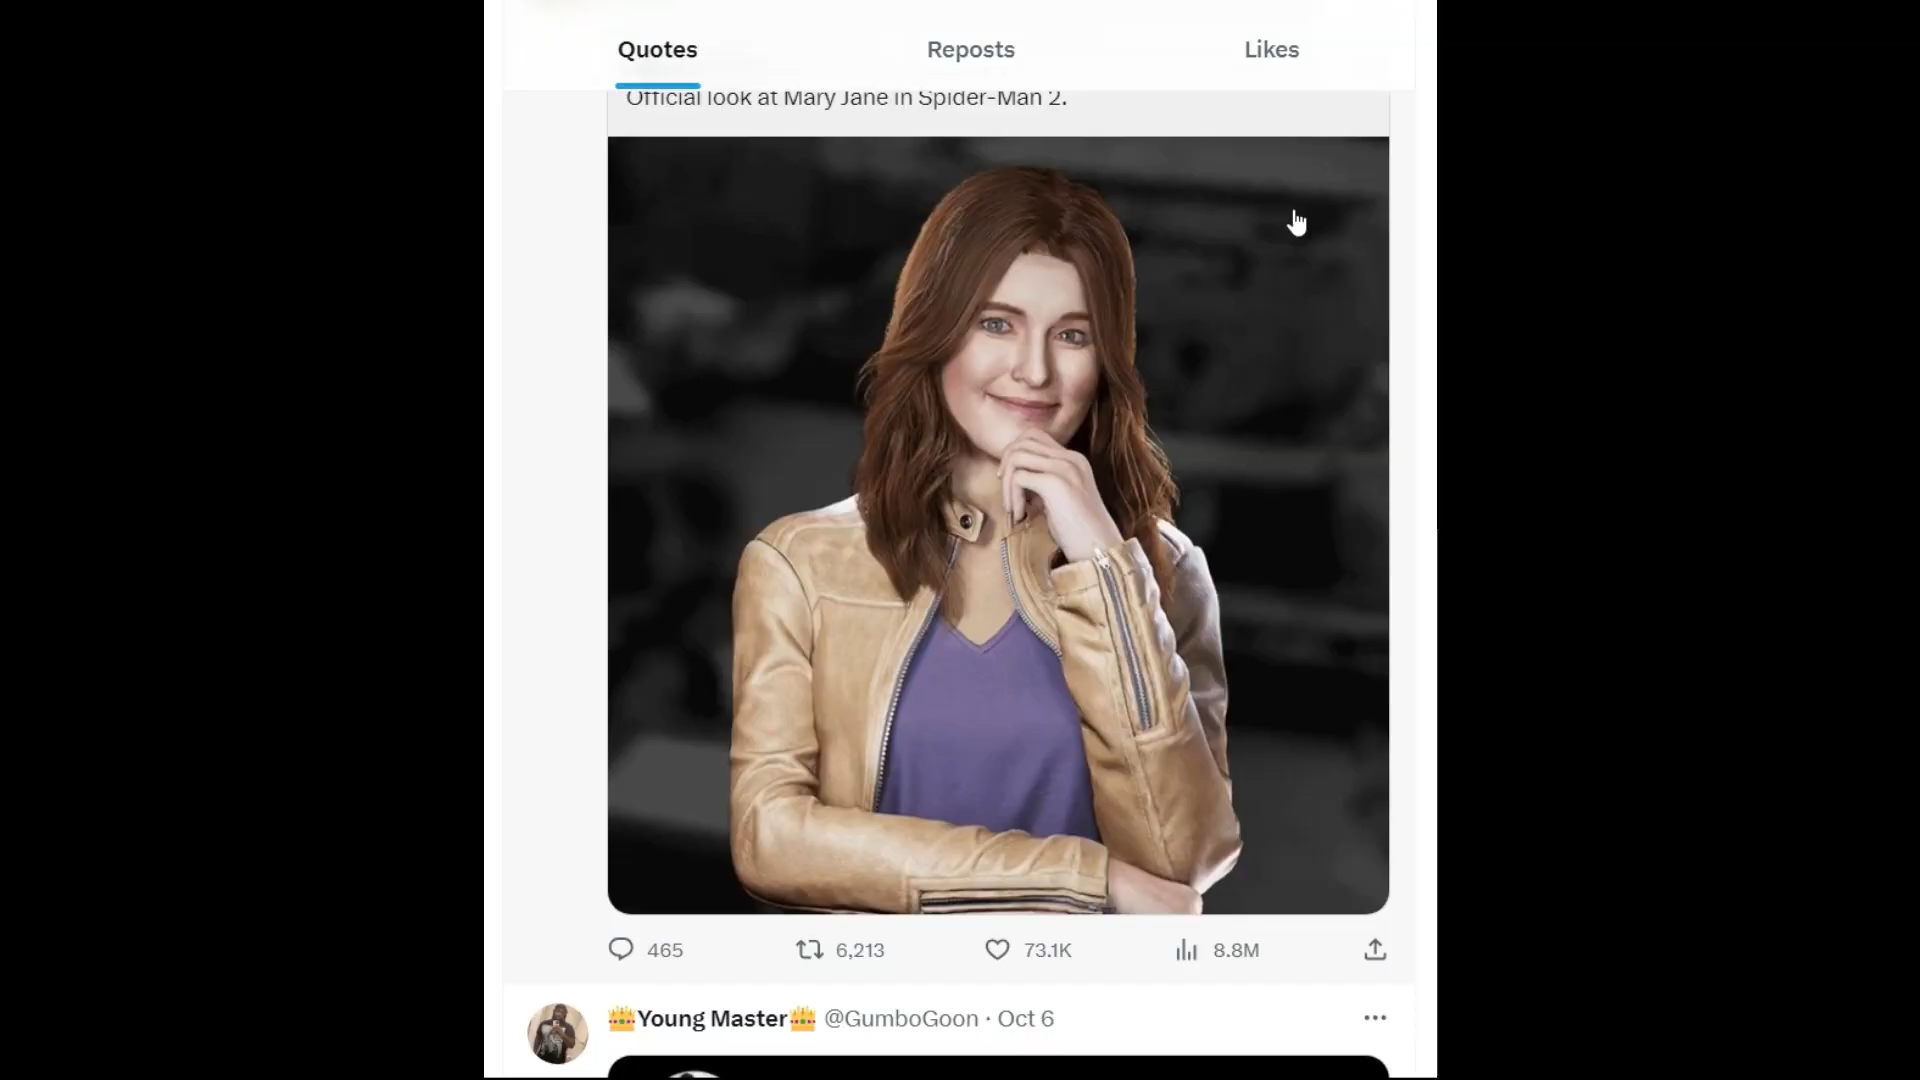 Quotes Reposts Likes
Official look at Mary Jane in Spider-Man 2.
465 6,213 73.1K 8.8M
👑Young Master👑 @GumboGoon · Oct 6